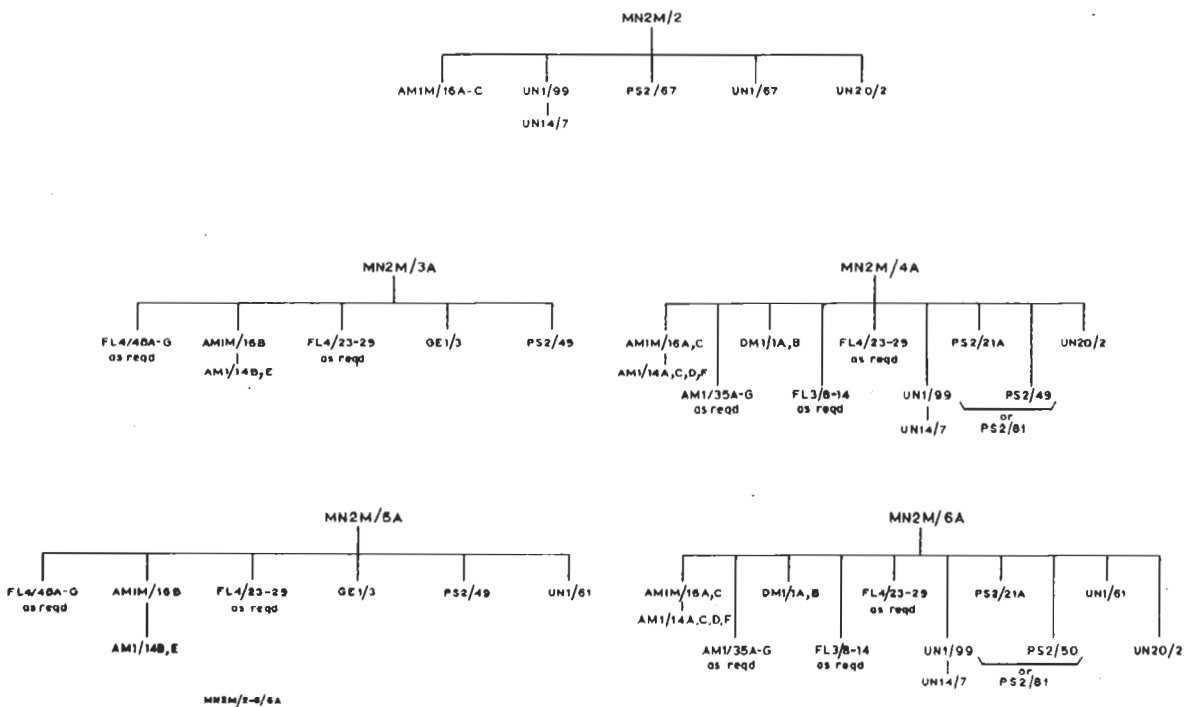 MN2M/2
AM1M/16A-C UN1/99 PS2/67 UN1/67 UN20/2
UN14/7
MN2M/3A
FL4/48A-G AM1M/16B FL4/23-29 GE1/3 PS2/49
as reqd as reqd
AM1/14B,E
MN2M/4A
AM1M/16A,C DM1/1A,B FL4/23-29 PS2/21A UN20/2
as reqd
AM1/14A,C,D,F
AM1/35A-G FL3/8-14 UN1/99 PS2/49
as reqd as reqd or
UN14/7 PS2/81
MN2M/5A
FL4/48A-G AM1M/16B FL4/23-29 GE1/3 PS2/49 UN1/61
as reqd as reqd
AM1/14B,E
MN2M/6A
AM1M/16A,C DM1/1A,B FL4/23-29 PS2/21A UN1/61
as reqd
AM1/14A,C,D,F
AM1/35A-G FL3/8-14 UN1/99 PS2/50 UN20/2
as reqd as reqd or
UN14/7 PS2/81
MN2M/2-6/6A